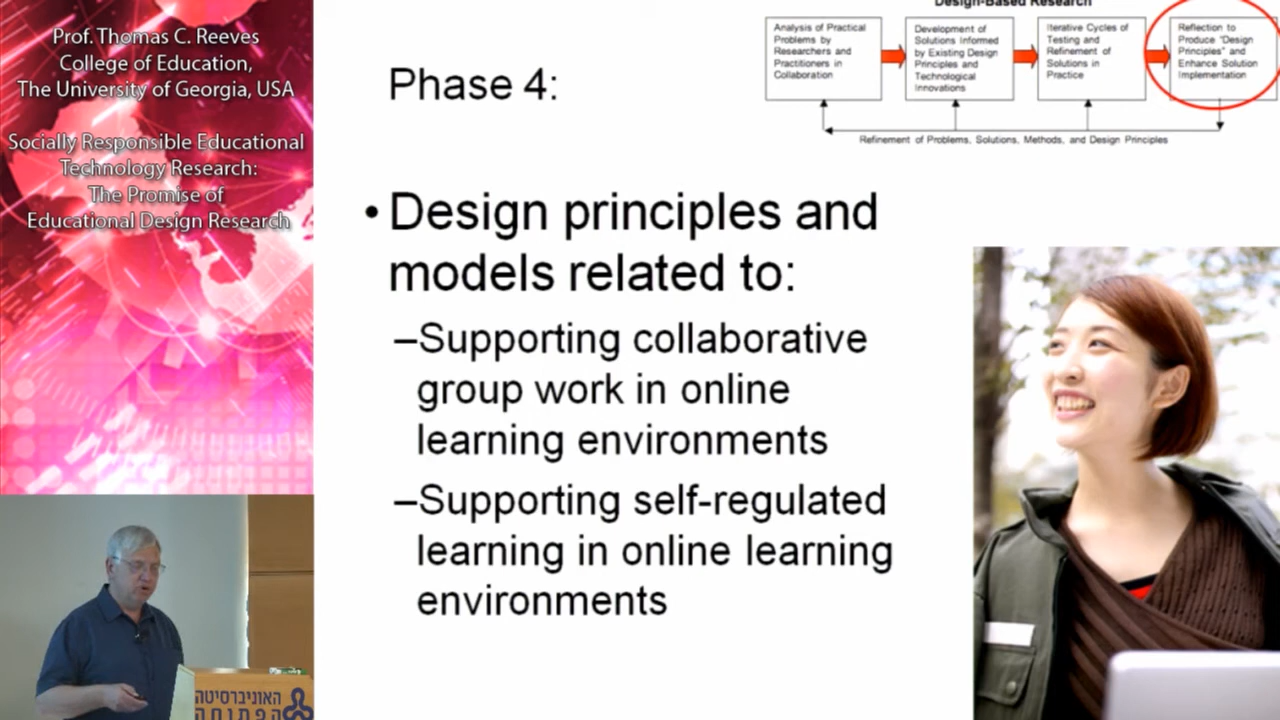 Prof. Thomas C. Reeves
College of Education,
The University of Georgia, USA
Socially Responsible Educational
Technology Research:
The Promise of
Educational Design Research
Phase 4:
Design-Based Research
Analysis of Practical
Problems by
Researchers and
Practitioners in
Collaboration
Development of
Solutions Informed
by Existing Design
Principles and
Technological
Innovations
Iterative Cycles of
Testing and
Refinement of
Solutions in
Practice
Reflection to
Produce "Design
Principles" and
Enhance Solution
Implementation
Refinement of Problems, Solutions, Methods, and Design Principles
• Design principles and
models related to:
–Supporting collaborative
group work in online
learning environments
–Supporting self-regulated
learning in online learning
environments
האוניברסיטה
הפתוחה